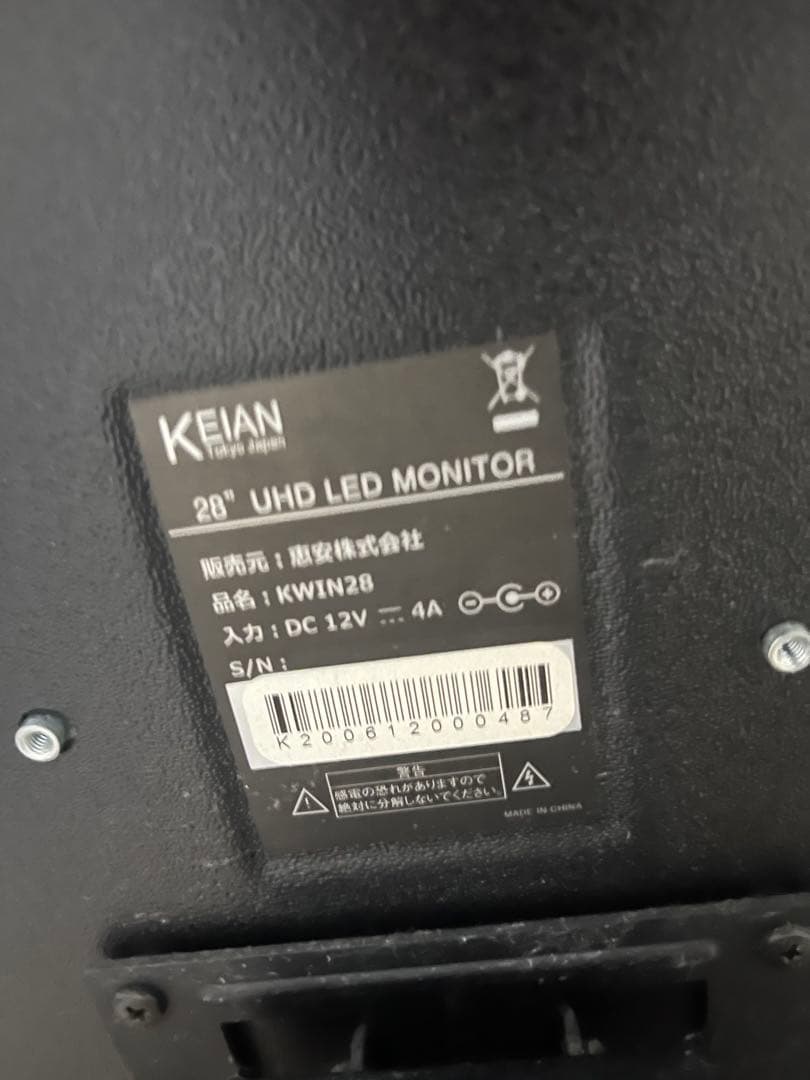 KEIAN
Tokyo Japan
28" UHD LED MONITOR
販売元：恵安株式会社
品名：KWIN28
入力：DC 12V ⎓ 4A
S/N：
K200612000487
警告
感電の恐れがありますので
絶対に分解しないでください。
MADE IN CHINA